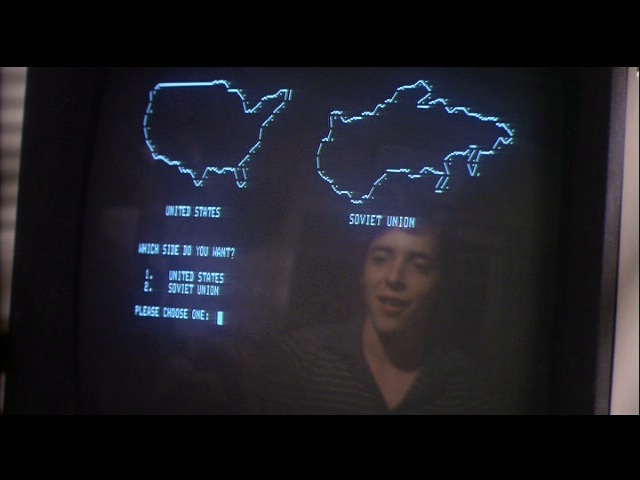 UNITED STATES
SOVIET UNION
WHICH SIDE DO YOU WANT?
1. UNITED STATES
2. SOVIET UNION
PLEASE CHOOSE ONE: